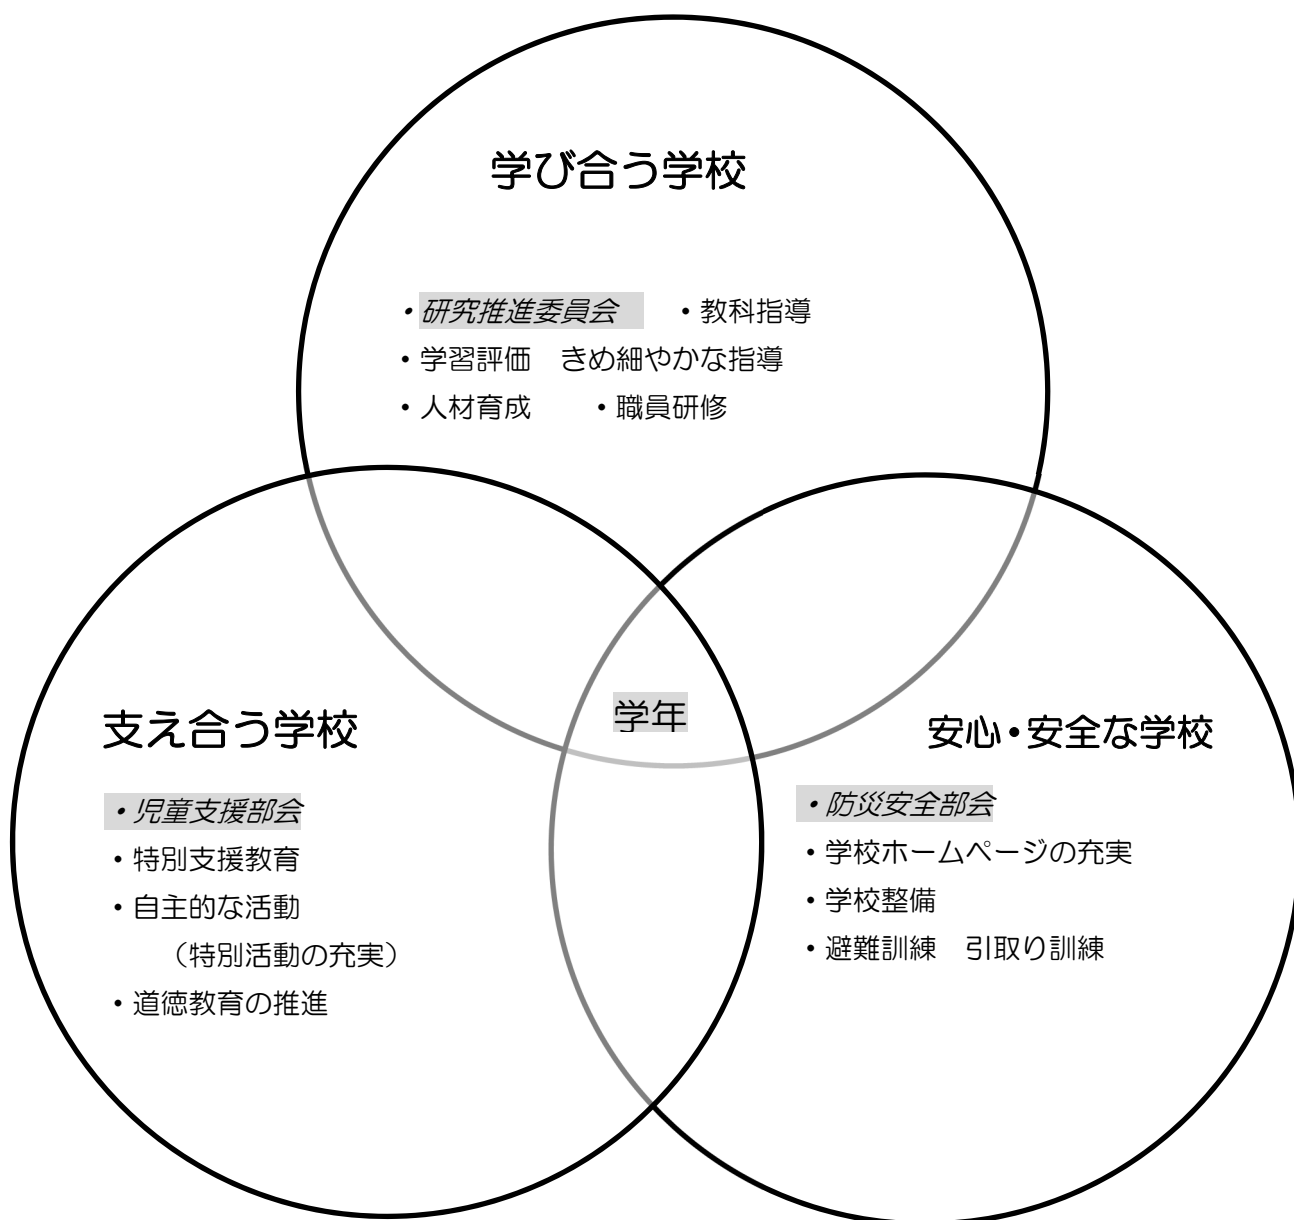 学び合う学校
・研究推進委員会　・教科指導
・学習評価　きめ細やかな指導
・人材育成　・職員研修
学年
支え合う学校
・児童支援部会
・特別支援教育
・自主的な活動
（特別活動の充実）
・道徳教育の推進
安心・安全な学校
・防災安全部会
・学校ホームページの充実
・学校整備
・避難訓練　引取り訓練